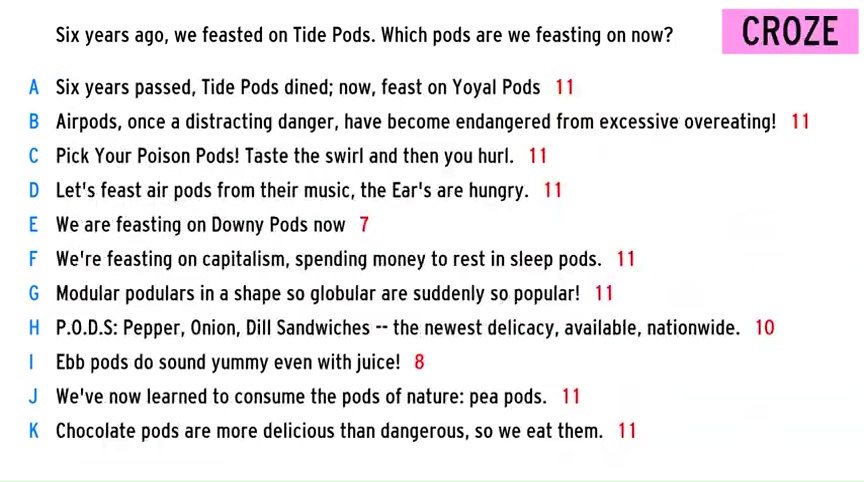 Six years ago, we feasted on Tide Pods. Which pods are we feasting on now?
CROZE
A Six years passed, Tide Pods dined; now, feast on Yoyal Pods 11
B Airpods, once a distracting danger, have become endangered from excessive overeating! 11
C Pick Your Poison Pods! Taste the swirl and then you hurl. 11
D Let's feast air pods from their music, the Ear's are hungry. 11
E We are feasting on Downy Pods now 7
F We're feasting on capitalism, spending money to rest in sleep pods. 11
G Modular podulars in a shape so globular are suddenly so popular! 11
H P.O.D.S: Pepper, Onion, Dill Sandwiches -- the newest delicacy, available, nationwide. 10
I Ebb pods do sound yummy even with juice! 8
J We've now learned to consume the pods of nature: pea pods. 11
K Chocolate pods are more delicious than dangerous, so we eat them. 11